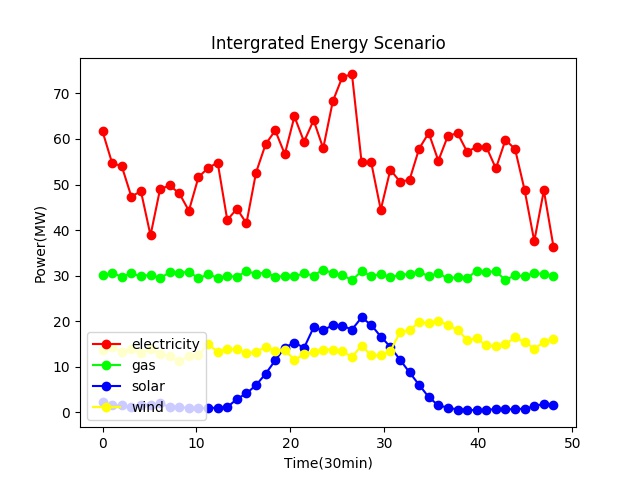 Intergrated Energy Scenario
Power(MW)
70
60
50
40
30
20
10
0
electricity
gas
solar
wind
0 10 20 30 40 50
Time(30min)